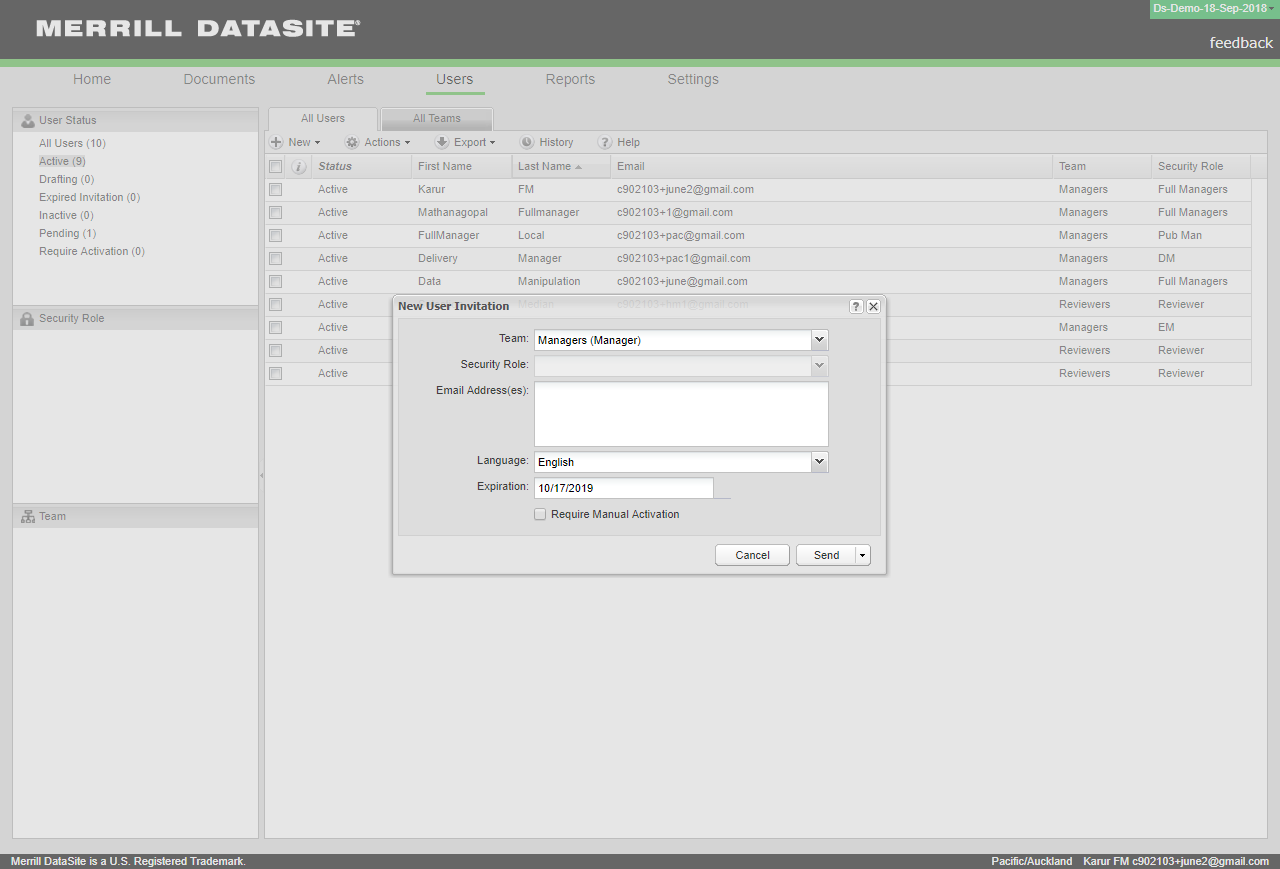 MERRILL DATASITE®
Ds-Demo-18-Sep-2018
feedback
Home Documents Alerts Users Reports Settings
User Status
All Users (10)
Active (9)
Drafting (0)
Expired Invitation (0)
Inactive (0)
Pending (1)
Require Activation (0)
Security Role
Team
All Users All Teams
New Actions Export History ? Help
i Status First Name Last Name Email Team Security Role
Active Karur FM c902103+june2@gmail.com Managers Full Managers
Active Mathanagopal Fullmanager c902103+1@gmail.com Managers Full Managers
Active FullManager Local c902103+pac@gmail.com Managers Pub Man
Active Delivery Manager c902103+pac1@gmail.com Managers DM
Active Data Manipulation c902103+june@gmail.com Managers Full Managers
Active Median c902103+hm1@gmail.com Reviewers Reviewer
Active Managers EM
Active Reviewers Reviewer
Active Reviewers Reviewer
New User Invitation ?
Team: Managers (Manager)
Security Role:
Email Address(es):
Language: English
Expiration: 10/17/2019
Require Manual Activation
Cancel Send
Merrill DataSite is a U.S. Registered Trademark. Pacific/Auckland Karur FM c902103+june2@gmail.com